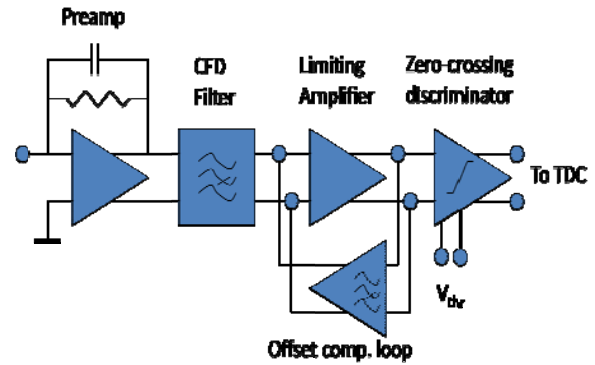 Preamp
CFD
Filter
Limiting
Amplifier
Zero-crossing
discriminator
To TDC
Vthr
Offset comp. loop